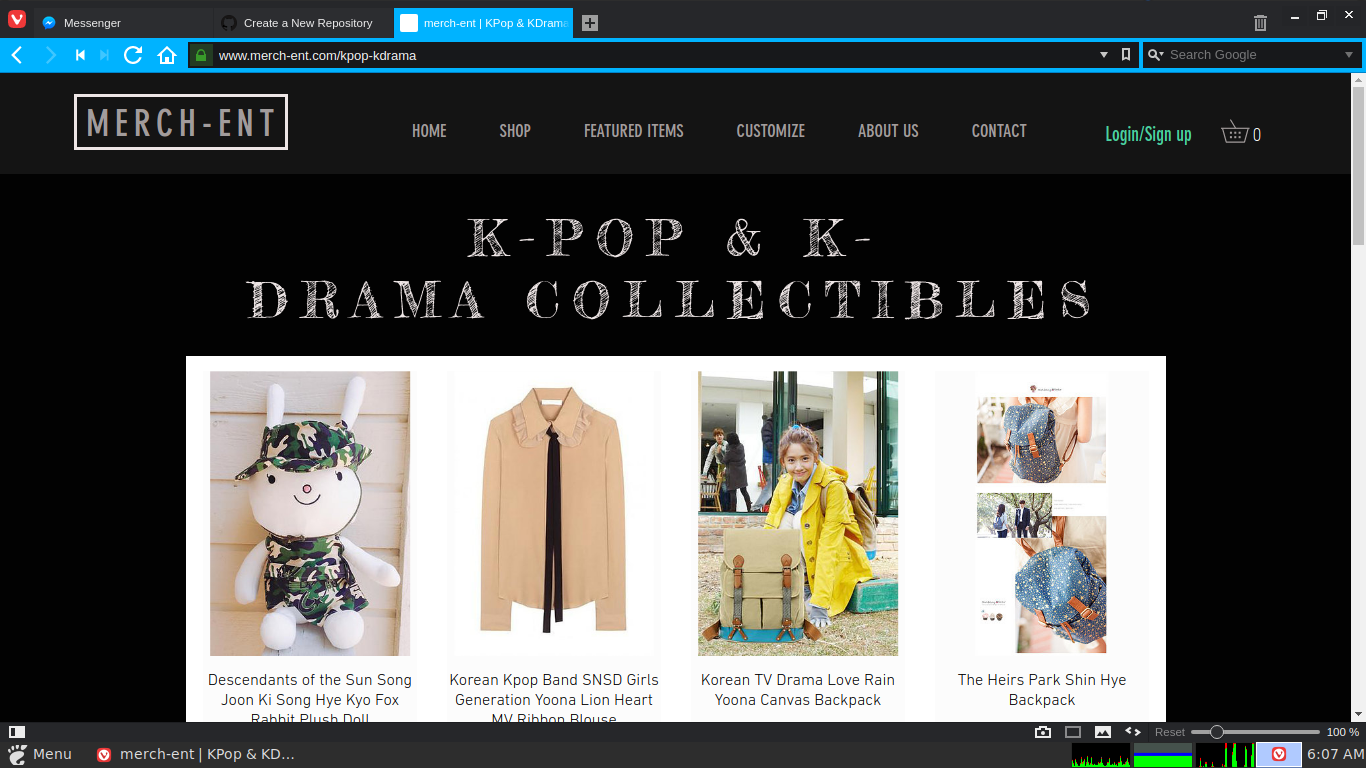 Messenger
Create a New Repository
merch-ent | KPop & KDrama
www.merch-ent.com/kpop-kdrama
Search Google
MERCH-ENT
HOME
SHOP
FEATURED ITEMS
CUSTOMIZE
ABOUT US
CONTACT
Login/Sign up
0
K-POP & K-
DRAMA COLLECTIBLES
Descendants of the Sun Song
Joon Ki Song Hye Kyo Fox
Rabbit Plush Doll
Korean Kpop Band SNSD Girls
Generation Yoona Lion Heart
MV Ribbon Blouse
Korean TV Drama Love Rain
Yoona Canvas Backpack
The Heirs Park Shin Hye
Backpack
Reset
100 %
Menu
merch-ent | KPop & KD...
6:07 AM